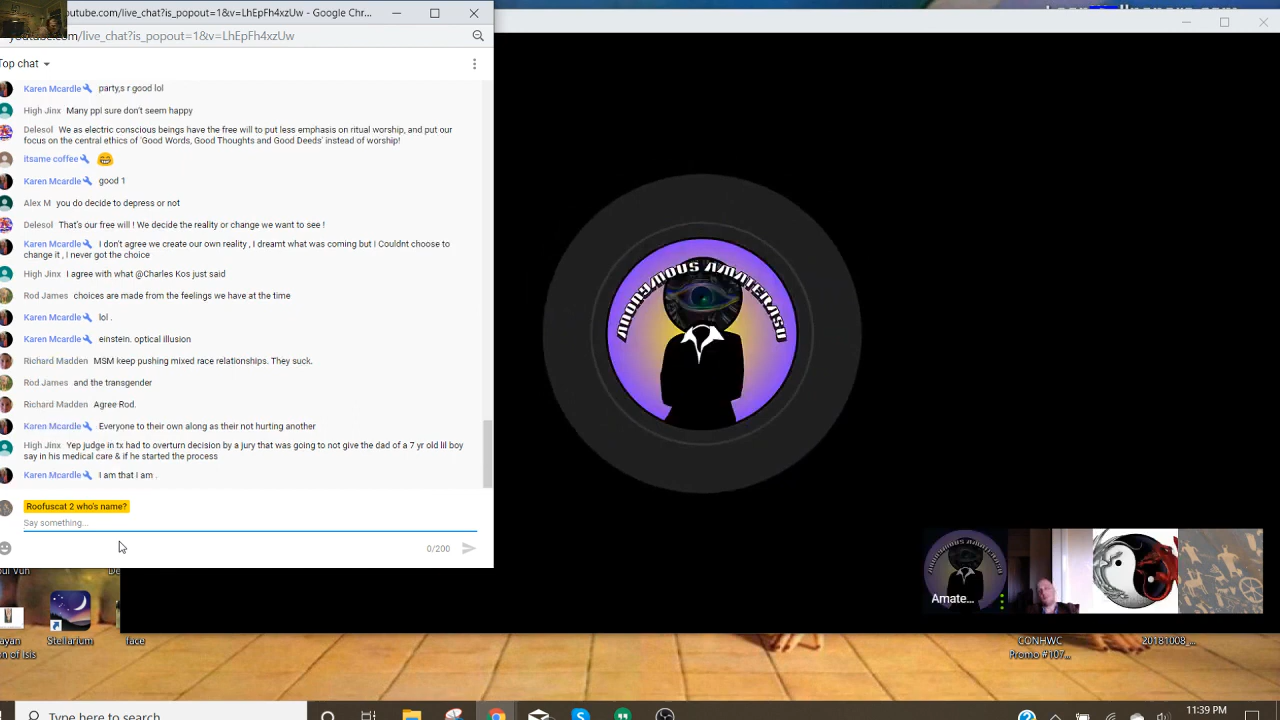 outube.com/live_chat?is_popout=1&v=LhEpFh4xzUw - Google Chr...
youtube.com/live_chat?is_popout=1&v=LhEpFh4xzUw
Top chat
Karen Mcardle party,s r good lol
High Jinx Many ppl sure don't seem happy
Delesol We as electric conscious beings have the free will to put less emphasis on ritual worship, and put our
focus on the central ethics of 'Good Words, Good Thoughts and Good Deeds' instead of worship!
itsame coffee 😁
Karen Mcardle good 1
Alex M you do decide to depress or not
Delesol That's our free will ! We decide the reality or change we want to see !
Karen Mcardle I don't agree we create our own reality , I dreamt what was coming but i Couldnt choose to
change it , I never got the choice
High Jinx I agree with what @Charles Kos just said
Rod James choices are made from the feelings we have at the time
Karen Mcardle lol .
Karen Mcardle einstein. optical illusion
Richard Madden MSM keep pushing mixed race relationships. They suck.
Rod James and the transgender
Richard Madden Agree Rod.
Karen Mcardle Everyone to their own along as their not hurting another
High Jinx Yep judge in tx had to overturn decision by a jury that was going to not give the dad of a 7 yr old lil boy
say in his medical care & if he started the process
Karen Mcardle I am that I am .
Roofuscat 2 who's name?
Say something...
0/200
ANONYMOUS AMATERASU
Amate...
ayan
on of Isis
Stellarium
face
CONHWC
Promo #107...
20181008_...
Type here to search
11:39 PM